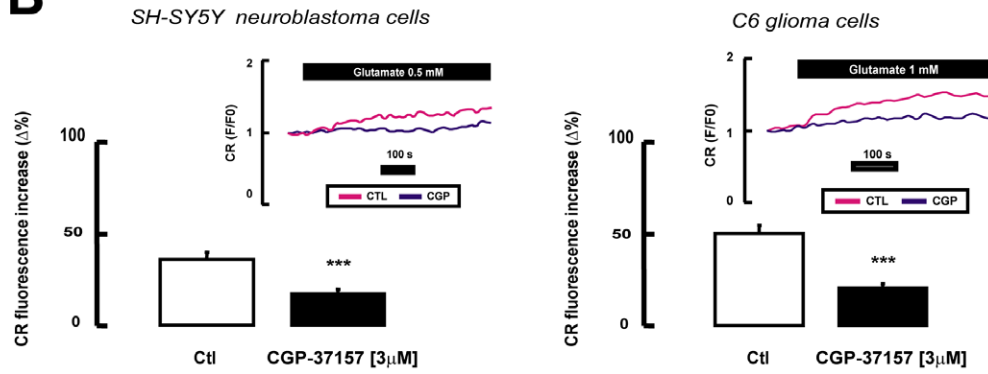 B
SH-SY5Y neuroblastoma cells
CR fluorescence increase (Δ%)
100
50
0
CR (F/F0)
2
1
0
Glutamate 0.5 mM
100 s
CTL CGP
***
Ctl CGP-37157 [3μM]
C6 glioma cells
CR fluorescence increase (Δ%)
100
50
0
CR (F/F0)
2
1
0
Glutamate 1 mM
100 s
CTL CGP
***
Ctl CGP-37157 [3μM]